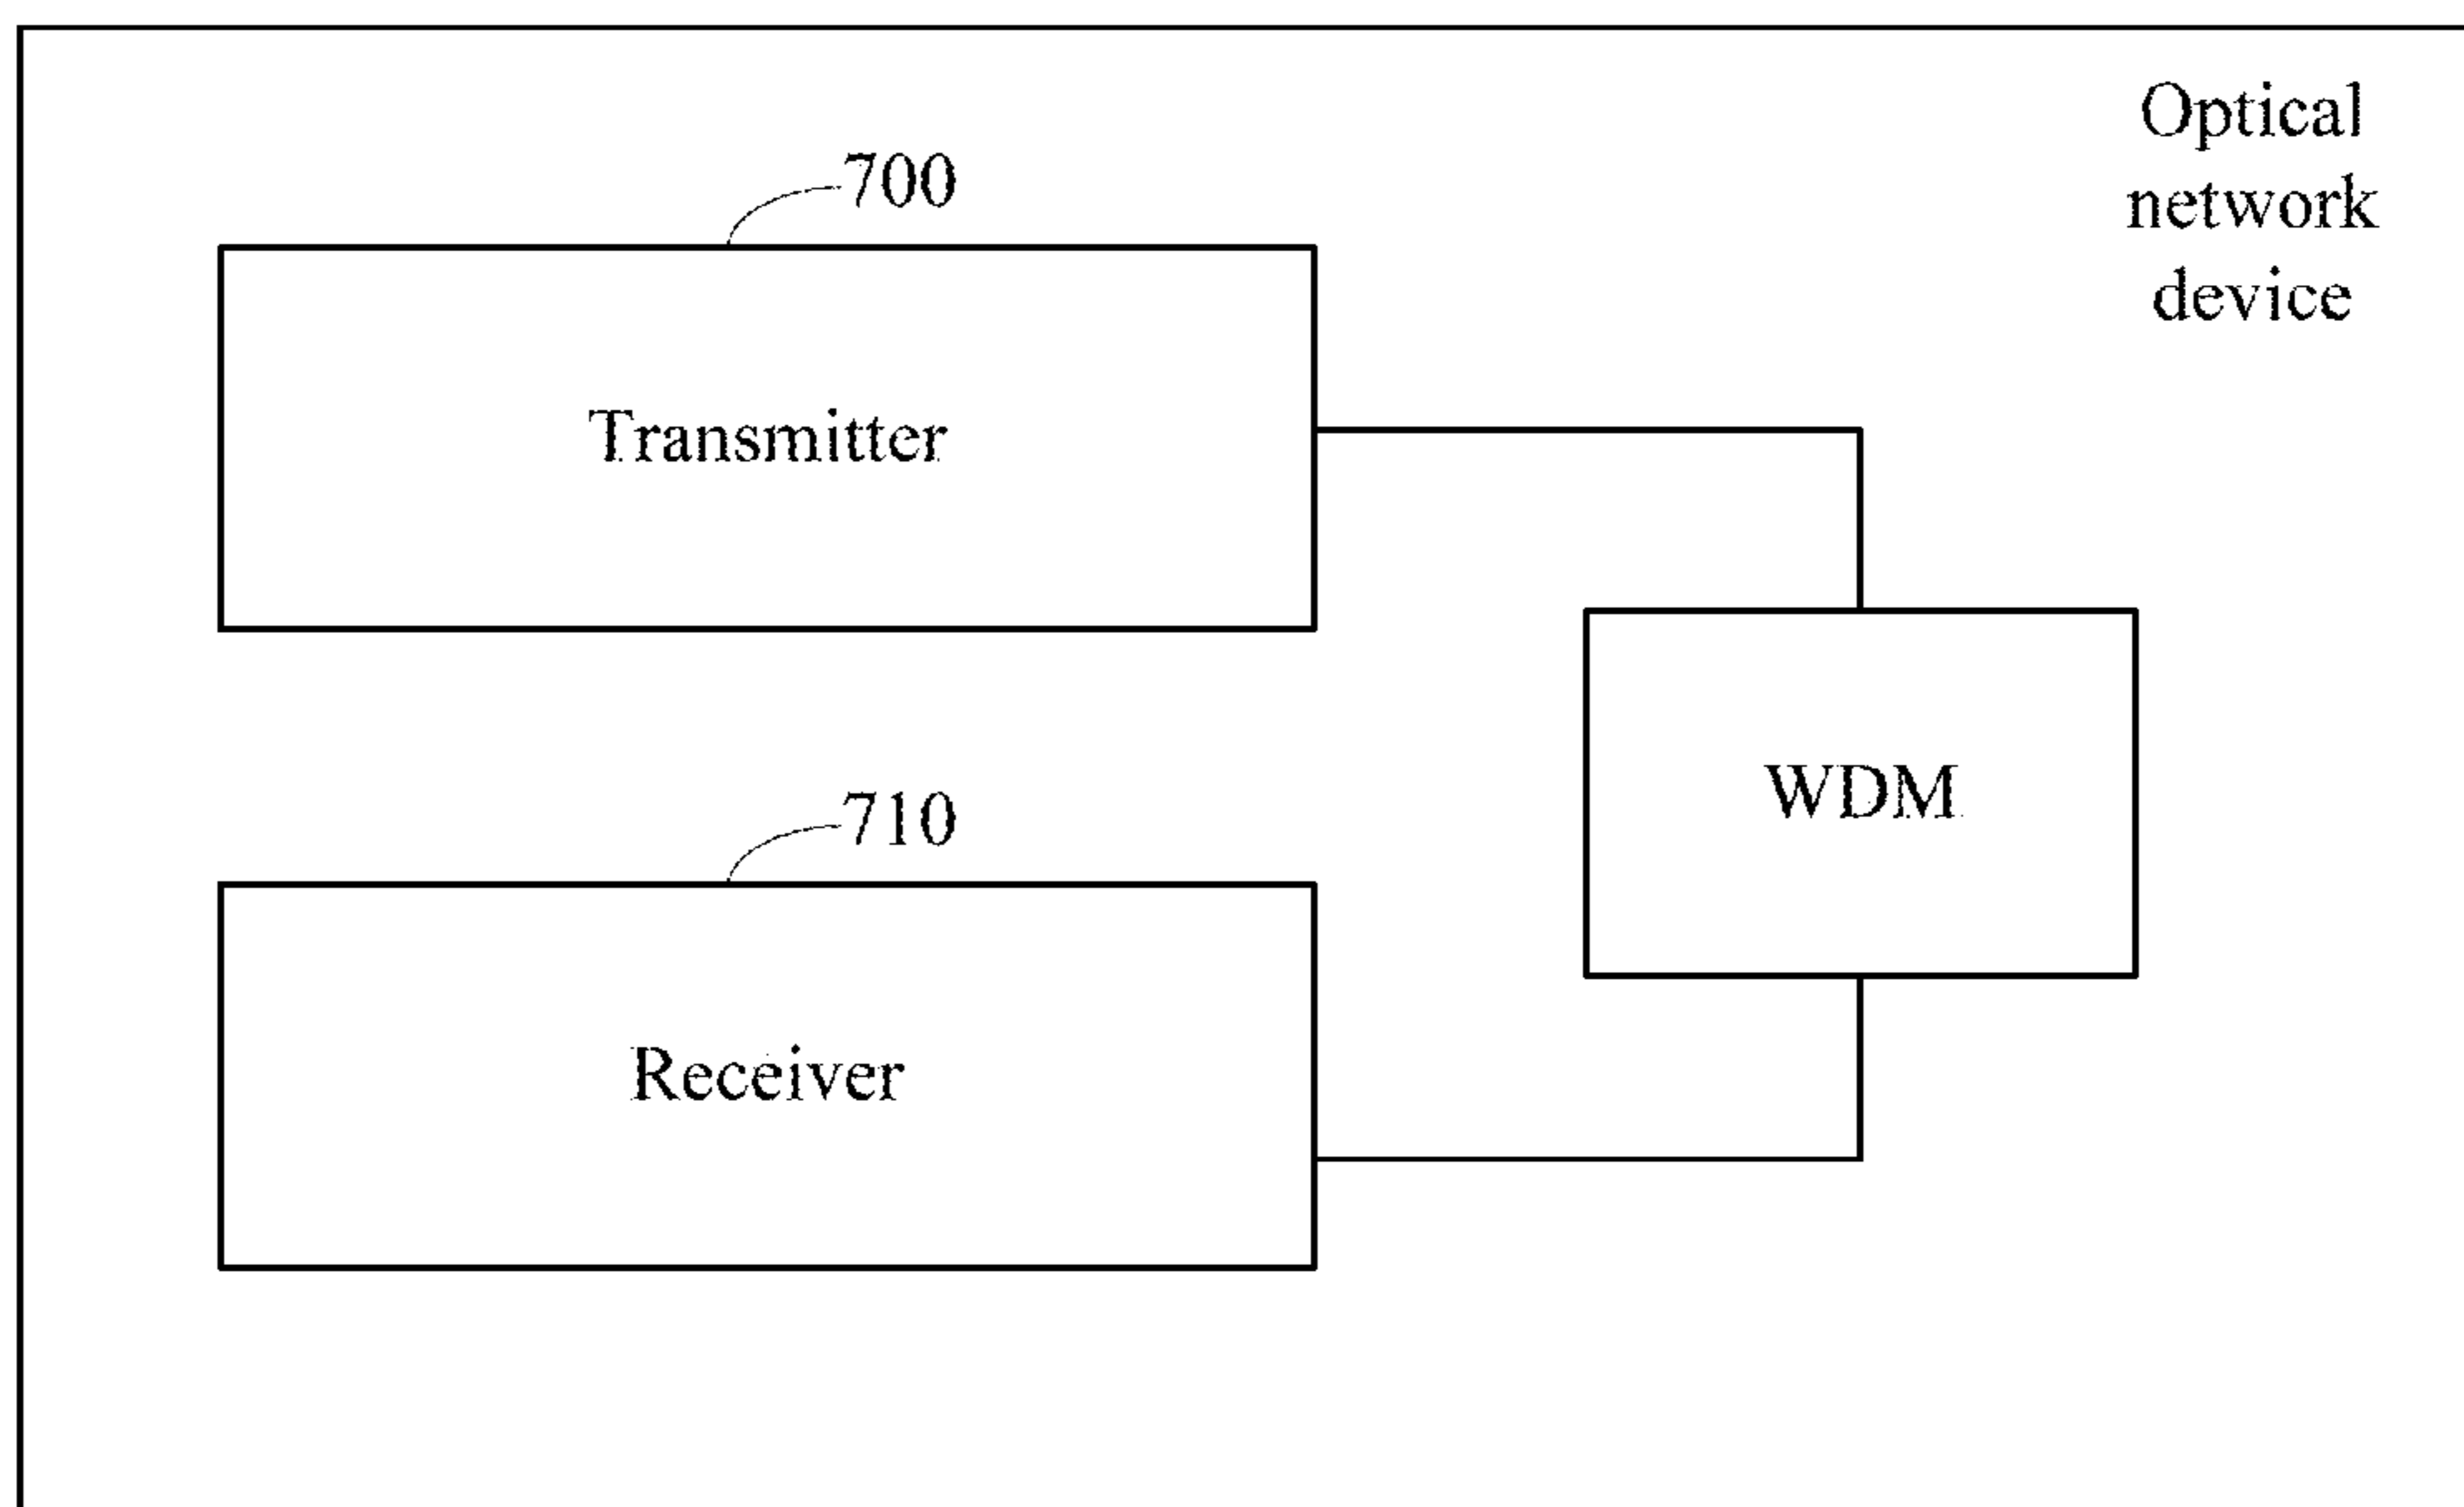 Optical
network
device
700
Transmitter
WDM
710
Receiver